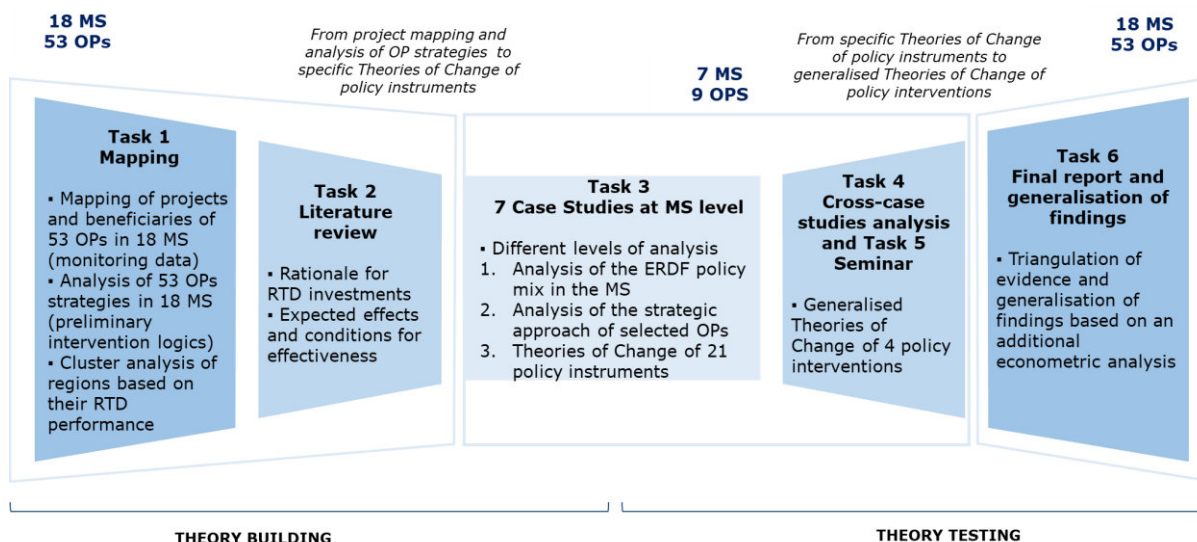 18 MS
53 OPs
From project mapping and
analysis of OP strategies to
specific Theories of Change of
policy instruments
7 MS
9 OPS
From specific Theories of Change
of policy instruments to
generalised Theories of Change of
policy interventions
18 MS
53 OPs
Task 1
Mapping
▪ Mapping of projects
and beneficiaries of
53 OPs in 18 MS
(monitoring data)
▪ Analysis of 53 OPs
strategies in 18 MS
(preliminary
intervention logics)
▪ Cluster analysis of
regions based on
their RTD
performance
Task 2
Literature
review
▪ Rationale for
RTD investments
▪ Expected effects
and conditions for
effectiveness
Task 3
7 Case Studies at MS level
▪ Different levels of analysis
1. Analysis of the ERDF policy
mix in the MS
2. Analysis of the strategic
approach of selected OPs
3. Theories of Change of 21
policy instruments
Task 4
Cross-case
studies analysis
and Task 5
Seminar
▪ Generalised
Theories of
Change of 4 policy
interventions
Task 6
Final report and
generalisation of
findings
▪ Triangulation of
evidence and
generalisation of
findings based on an
additional
econometric analysis
THEORY BUILDING
THEORY TESTING